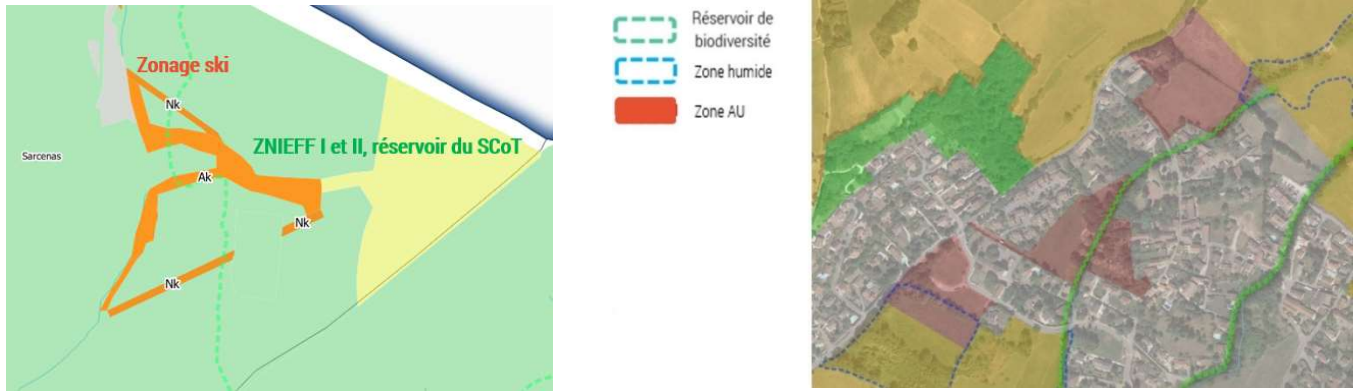 Zonage ski
Nk
ZNIEFF I et II, réservoir du SCoT
Sarcenas
Ak
Nk
Nk
Réservoir de
biodiversité
Zone humide
Zone AU